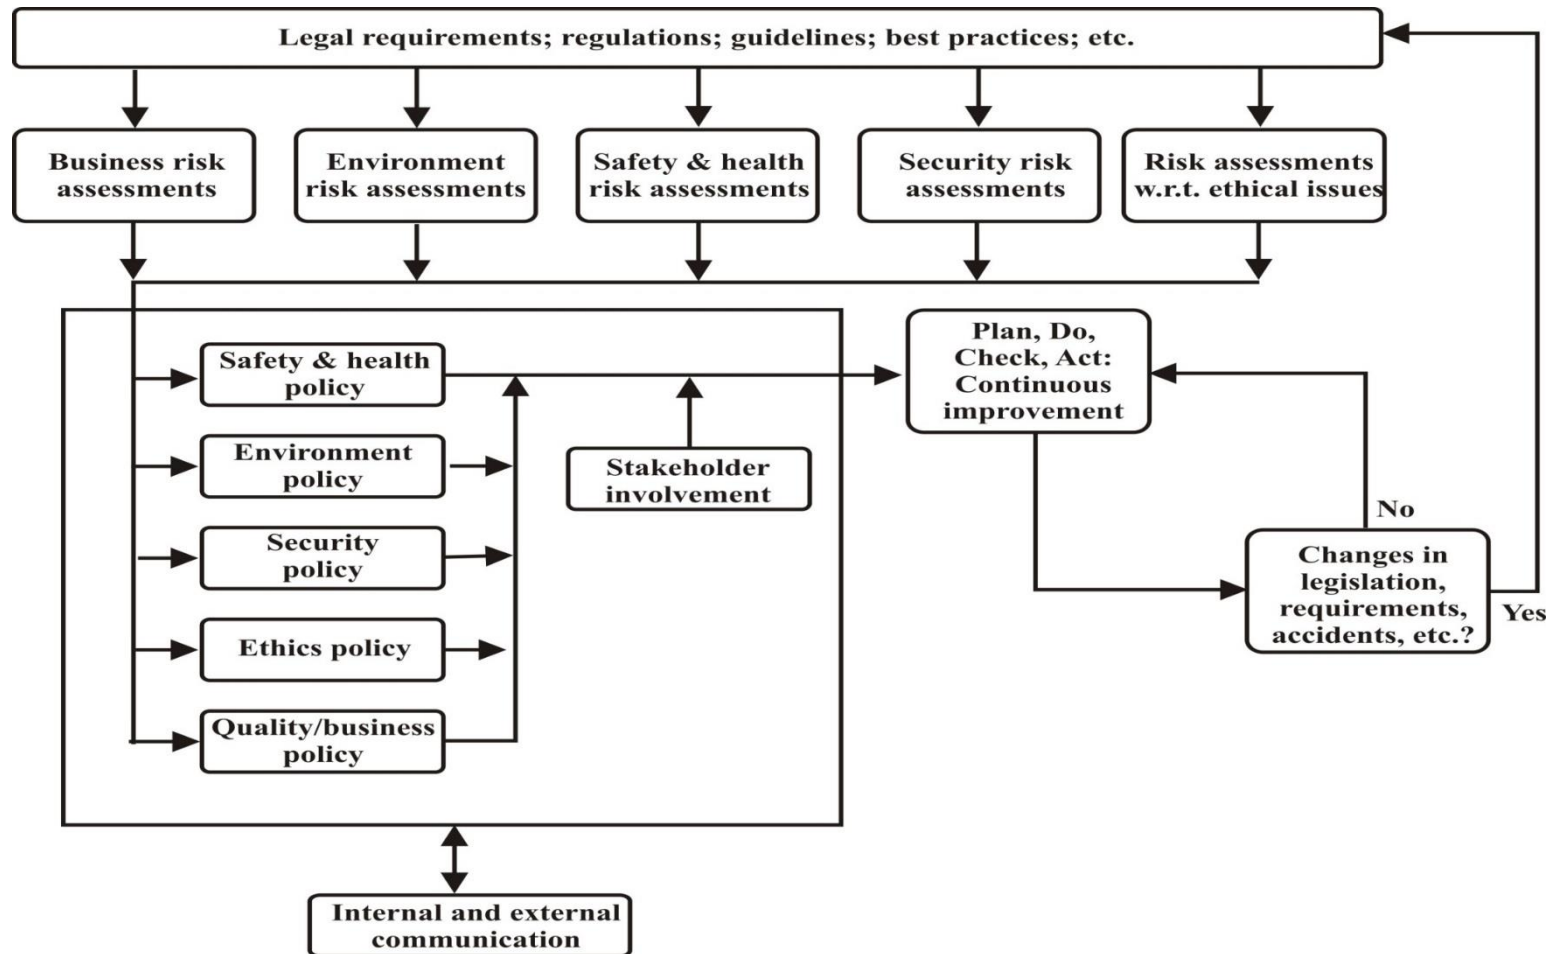 Legal requirements; regulations; guidelines; best practices; etc.
Business risk
assessments
Environment
risk assessments
Safety & health
risk assessments
Security risk
assessments
Risk assessments
w.r.t. ethical issues
Safety & health
policy
Environment
policy
Security
policy
Ethics policy
Quality/business
policy
Stakeholder
involvement
Plan, Do,
Check, Act:
Continuous
improvement
No
Changes in
legislation,
requirements,
accidents, etc.?
Yes
Internal and external
communication